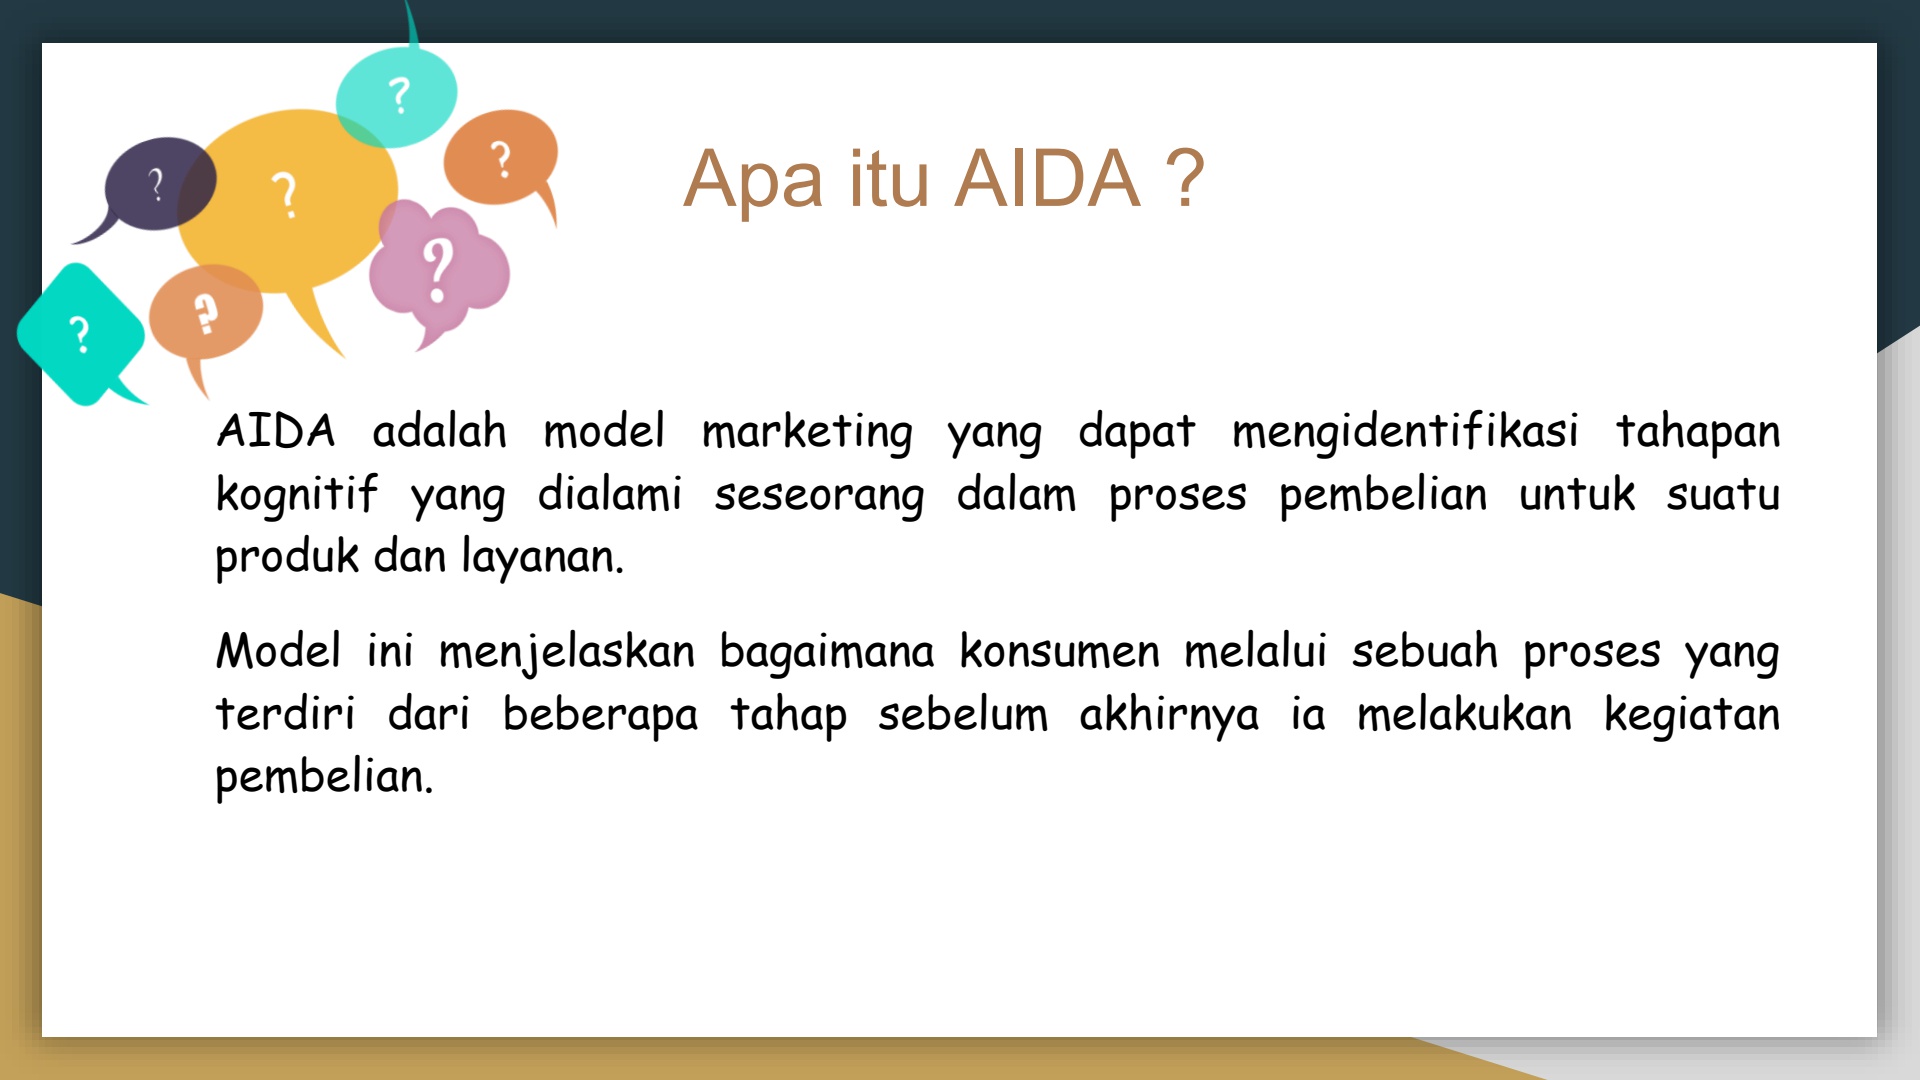 ?
?
?
?
?
?
?
Apa itu AIDA ?
AIDA adalah model marketing yang dapat mengidentifikasi tahapan
kognitif yang dialami seseorang dalam proses pembelian untuk suatu
produk dan layanan.
Model ini menjelaskan bagaimana konsumen melalui sebuah proses yang
terdiri dari beberapa tahap sebelum akhirnya ia melakukan kegiatan
pembelian.